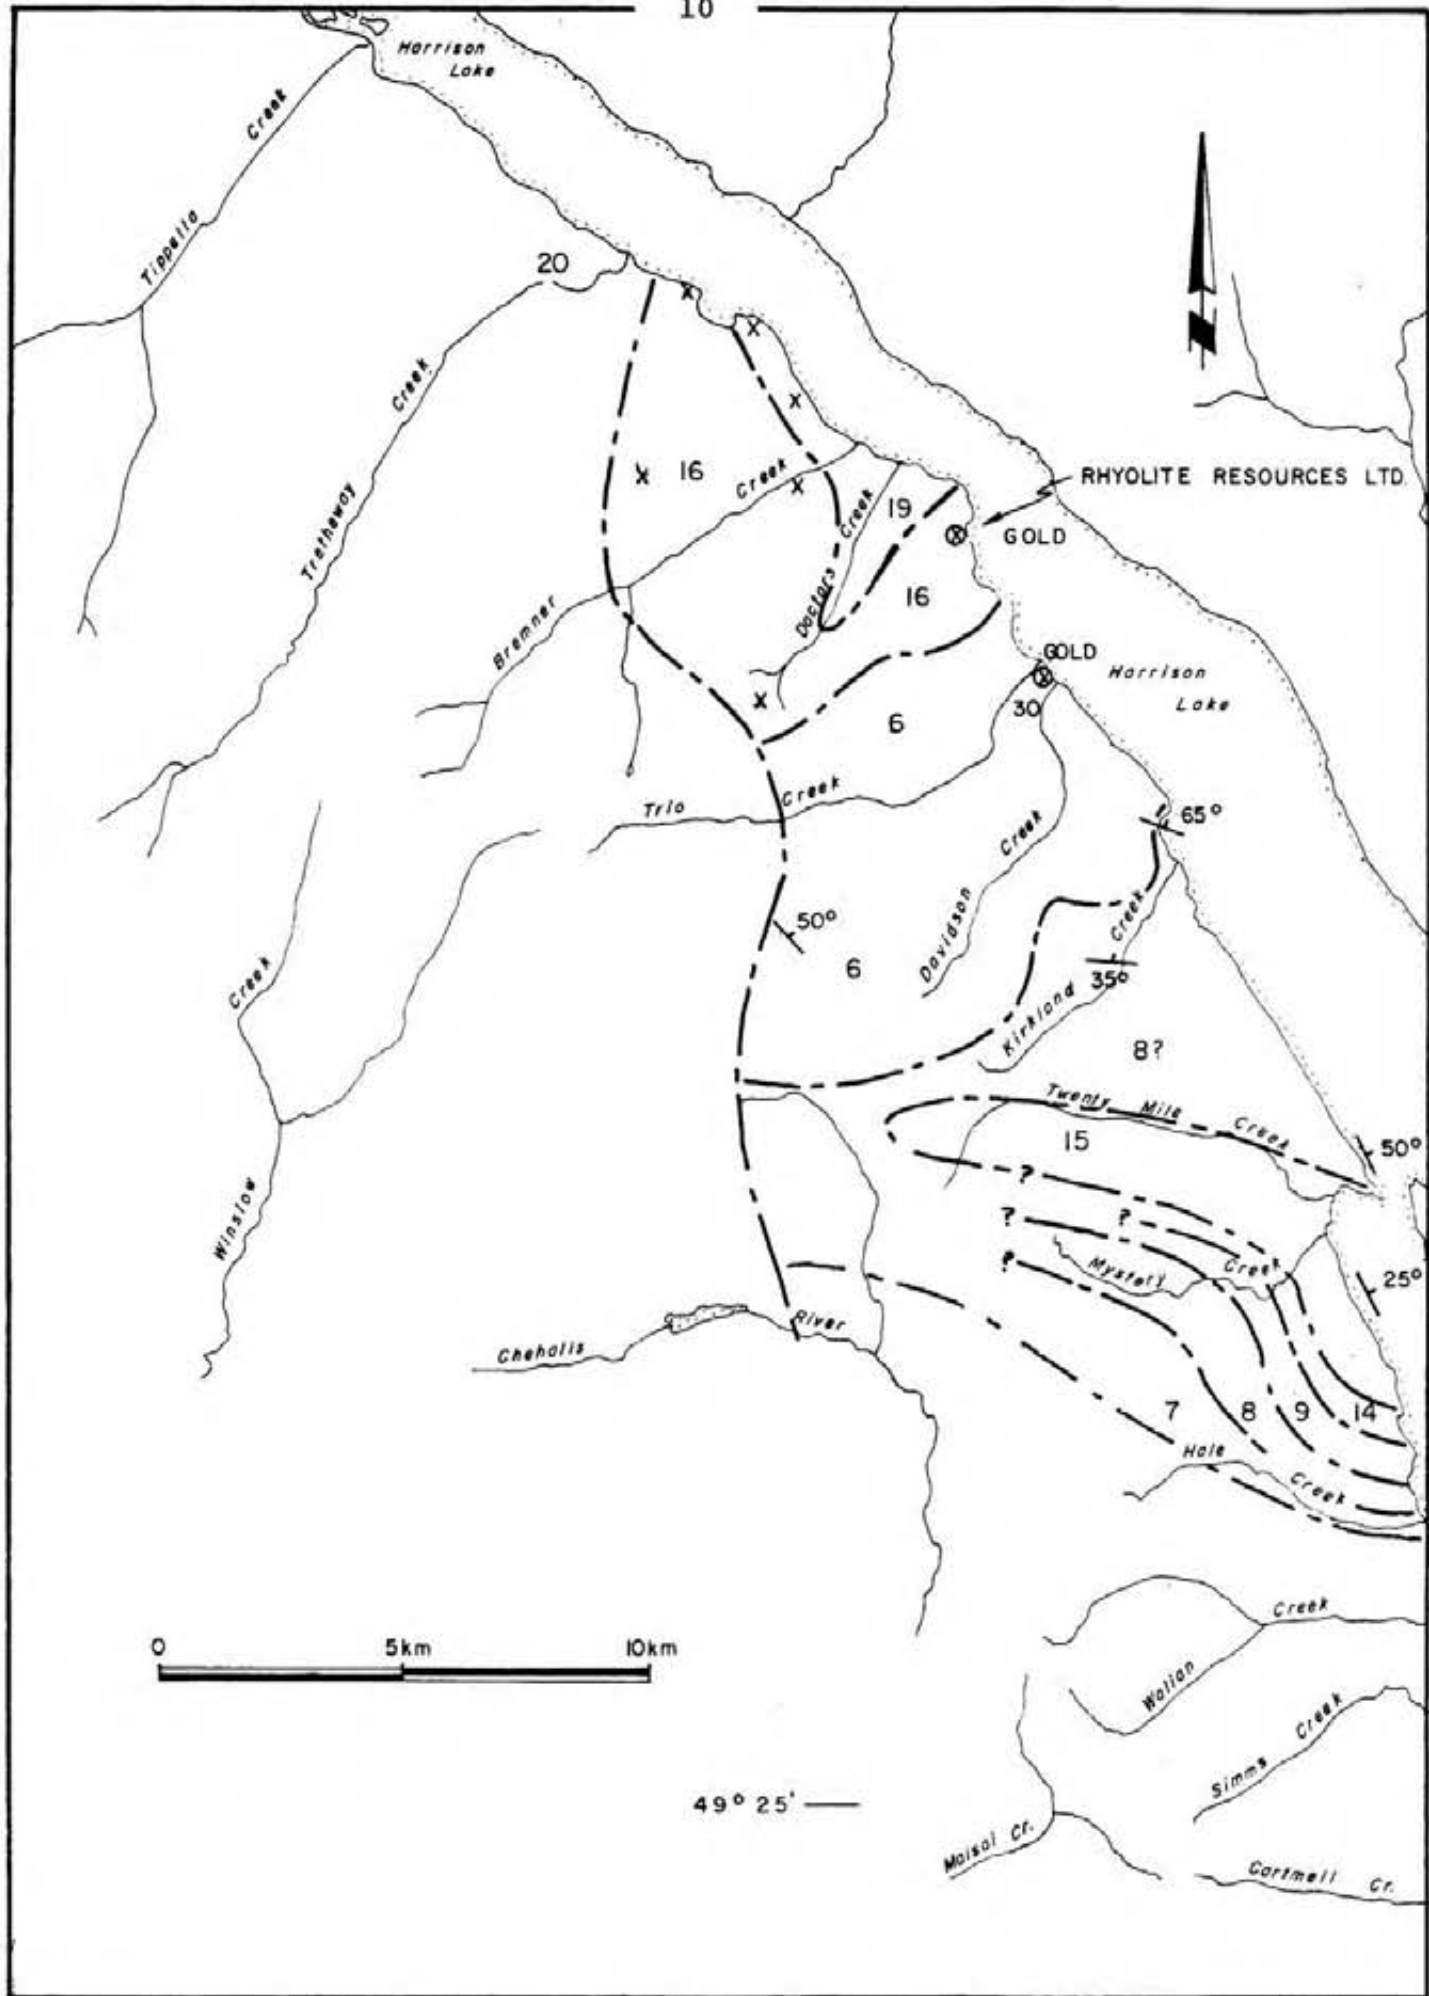 10
Harrison
Lake
Creek
Tippella
20
Creek
Tretheway
16
Creek
RHYOLITE RESOURCES LTD.
19
GOLD
Creek
Doctors
16
Bremner
GOLD
Harrison
Lake
30
6
Trio
Creek
65°
Creek
Davidson
50°
6
Creek
35°
Kirkland
Creek
8?
Twenty
Mile
Creek
15
50°
?
?
?
Winslow
?
Mystery
Creek
25°
River
Chehalis
7
8
9
14
Hale
Creek
Creek
0
5km
10km
Walian
Creek
Simms
49° 25'
Maisal Cr.
Cartmell
Cr.